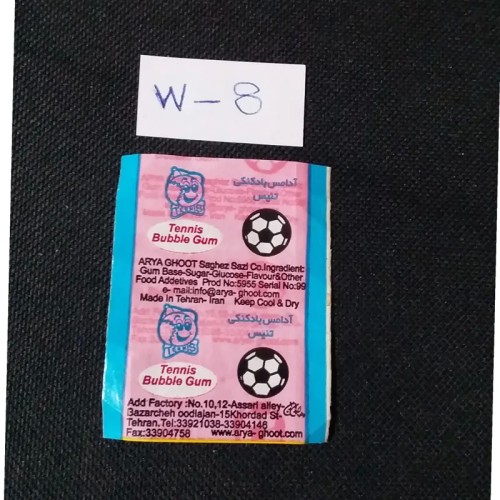 W-8
آدامس بادکنکی
تنیس
Tennis
Bubble Gum
ARYA GHOOT Saghez Sazi Co.Ingredient:
Gum Base-Sugar-Glucose-Flavour&Other
Food Addetives Prod No:5955 Serial No:99
e- mail:info@arya- ghoot.com
Made in Tehran- Iran Keep Cool & Dry
آدامس بادکنکی
تنیس
Tennis
Bubble Gum
Add Factory :No.10,12-Assari alley-
Bazarcheh oodlajan-15Khordad St-
Tehran.Tel:33921038-33904146
Fax:33904758 www.arya- ghoot.com